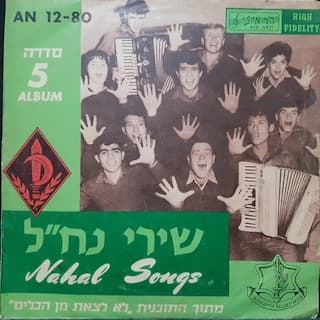 AN 12-80
HIGH
FIDELITY
סדרה
5
ALBUM
שירי נח"ל
Nahal Songs
מתוך התוכנית „לא לצאת מן הכלים"